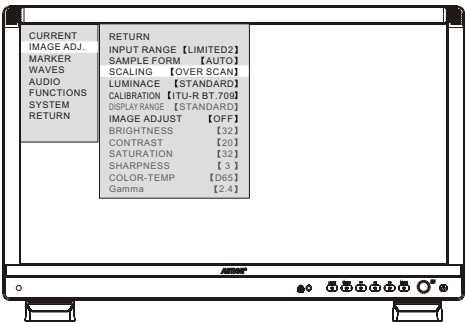 CURRENT
IMAGE ADJ.
MARKER
WAVES
AUDIO
FUNCTIONS
SYSTEM
RETURN
RETURN
INPUT RANGE【LIMITED2】
SAMPLE FORM 【AUTO】
SCALING 【OVER SCAN】
LUMINACE 【STANDARD】
CALIBRATION【ITU-R BT.709】
DISPLAY RANGE 【STANDARD】
IMAGE ADJUST 【OFF】
BRIGHTNESS 【32】
CONTRAST 【20】
SATURATION 【32】
SHARPNESS 【 3 】
COLOR-TEMP 【D65】
Gamma 【2.4】